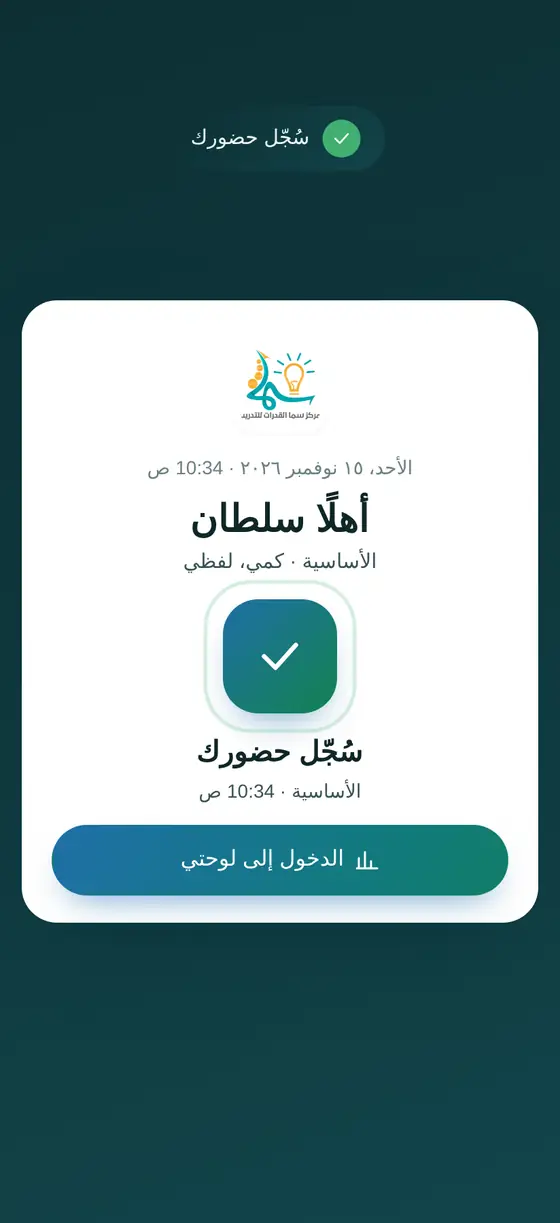 سُجّل حضورك
سما
مركز سما القدرات للتدريب
الأحد، ١٥ نوفمبر ٢٠٢٦ · 10:34 ص
أهلًا سلطان
الأساسية · كمي، لفظي
سُجّل حضورك
الأساسية · 10:34 ص
الدخول إلى لوحتي